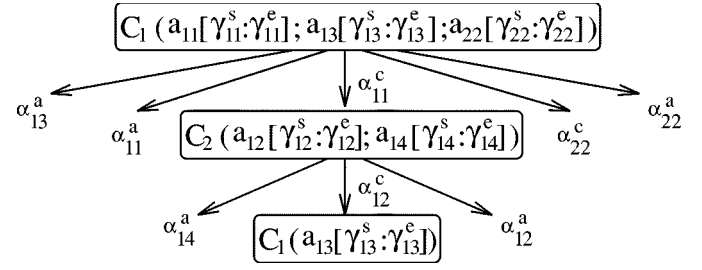 C₁ ( a₁₁[γ₁₁ˢ:γ₁₁ᵉ]; a₁₃[γ₁₃ˢ:γ₁₃ᵉ];a₂₂[γ₂₂ˢ:γ₂₂ᵉ])
α₁₃ᵃ α₁₁ᵃ α₁₁ᶜ α₂₂ᶜ α₂₂ᵃ
C₂ ( a₁₂[γ₁₂ˢ:γ₁₂ᵉ]; a₁₄[γ₁₄ˢ:γ₁₄ᵉ])
α₁₄ᵃ α₁₂ᶜ α₁₂ᵃ
C₁(a₁₃[γ₁₃ˢ:γ₁₃ᵉ])